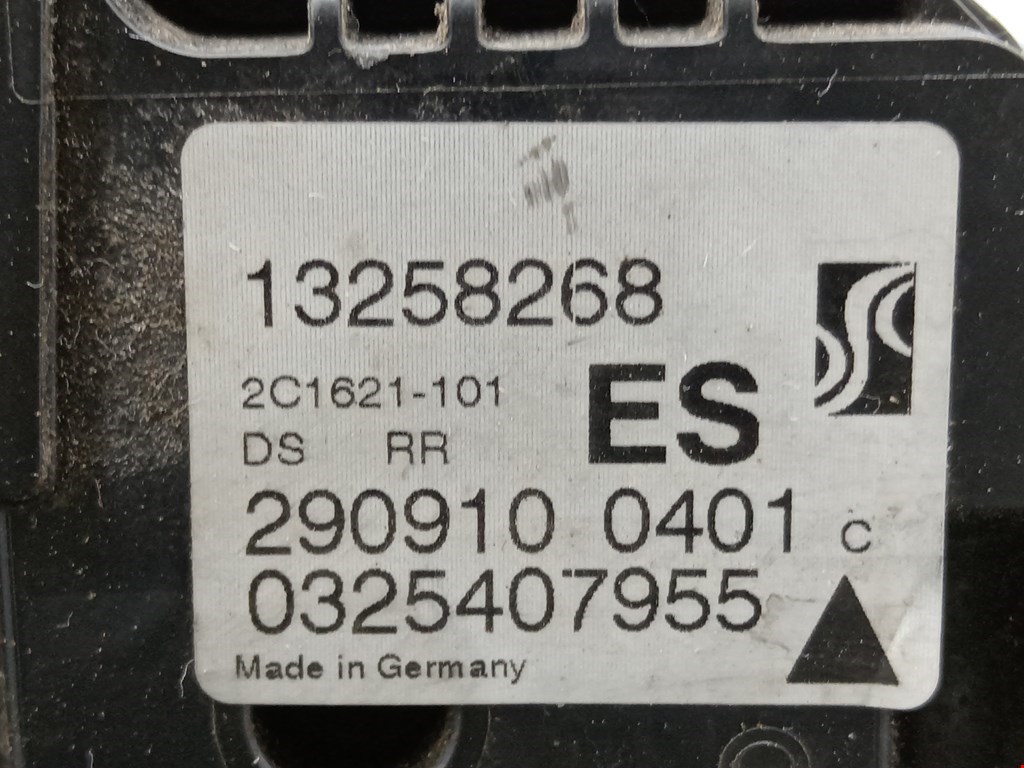 13258268
2C1621-101
ES
DS RR
290910 0401 C
0325407955
Made in Germany